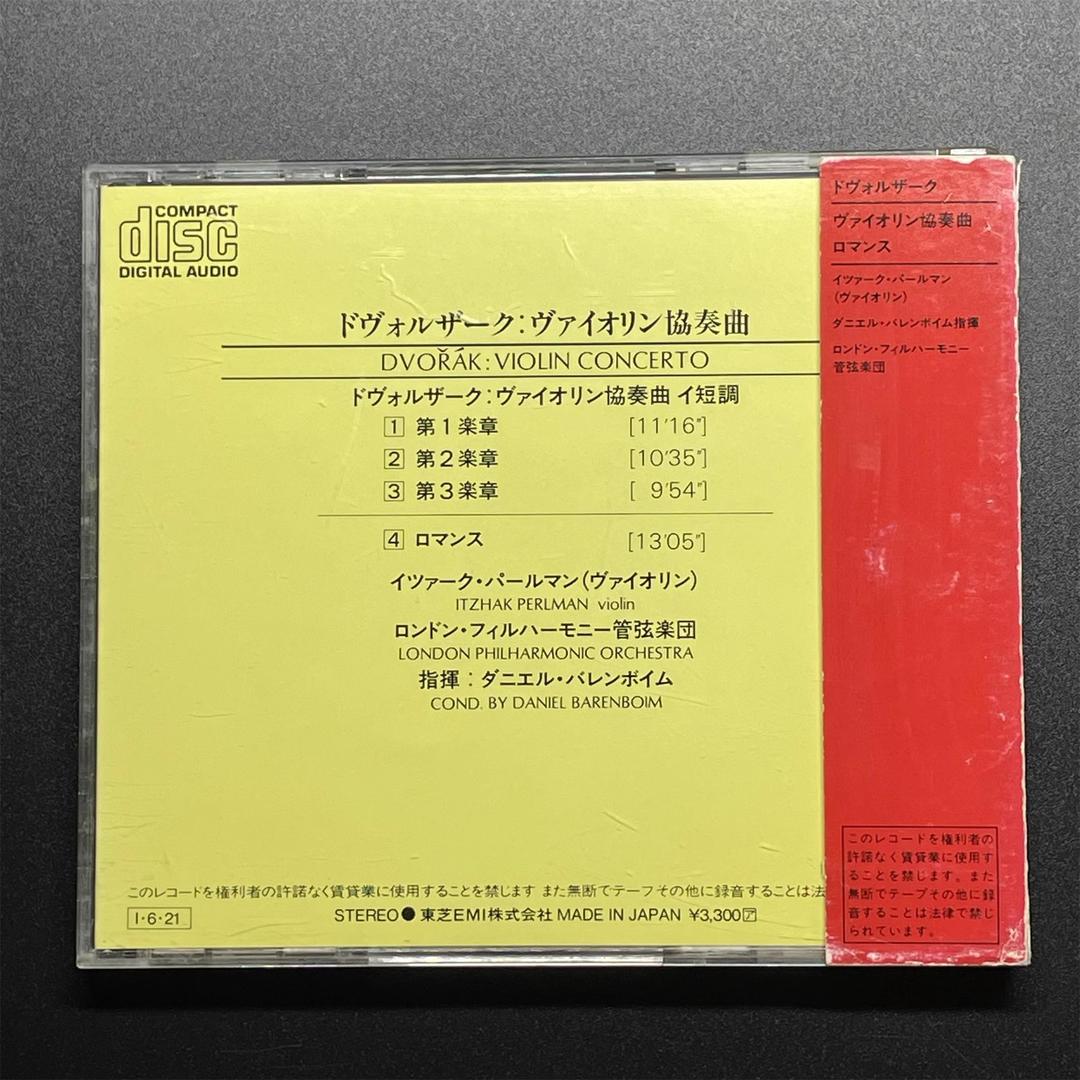 COMPACT
disc
DIGITAL AUDIO
ドヴォルザーク:ヴァイオリン協奏曲
DVOŘÁK: VIOLIN CONCERTO
ドヴォルザーク:ヴァイオリン協奏曲 イ短調
1 第1楽章 [11'16"]
2 第2楽章 [10'35"]
3 第3楽章 [ 9'54"]
4 ロマンス [13'05"]
イツァーク・パールマン(ヴァイオリン)
ITZHAK PERLMAN violin
ロンドン・フィルハーモニー管弦楽団
LONDON PHILHARMONIC ORCHESTRA
指揮:ダニエル・バレンボイム
COND. BY DANIEL BARENBOIM
このレコードを権利者の許諾なく賃貸業に使用することを禁じます また無断でテープその他に録音することは法
I・6・21
STEREO● 東芝EMI株式会社 MADE IN JAPAN ¥3,300ア
ドヴォルザーク
ヴァイオリン協奏曲
ロマンス
イツァーク・パールマン
(ヴァイオリン)
ダニエル・バレンボイム指揮
ロンドン・フィルハーモニー
管弦楽団
このレコードを権利者の
許諾なく賃貸業に使用す
ることを禁じます。また
無断でテープその他に録
音することは法律で禁じ
られています。